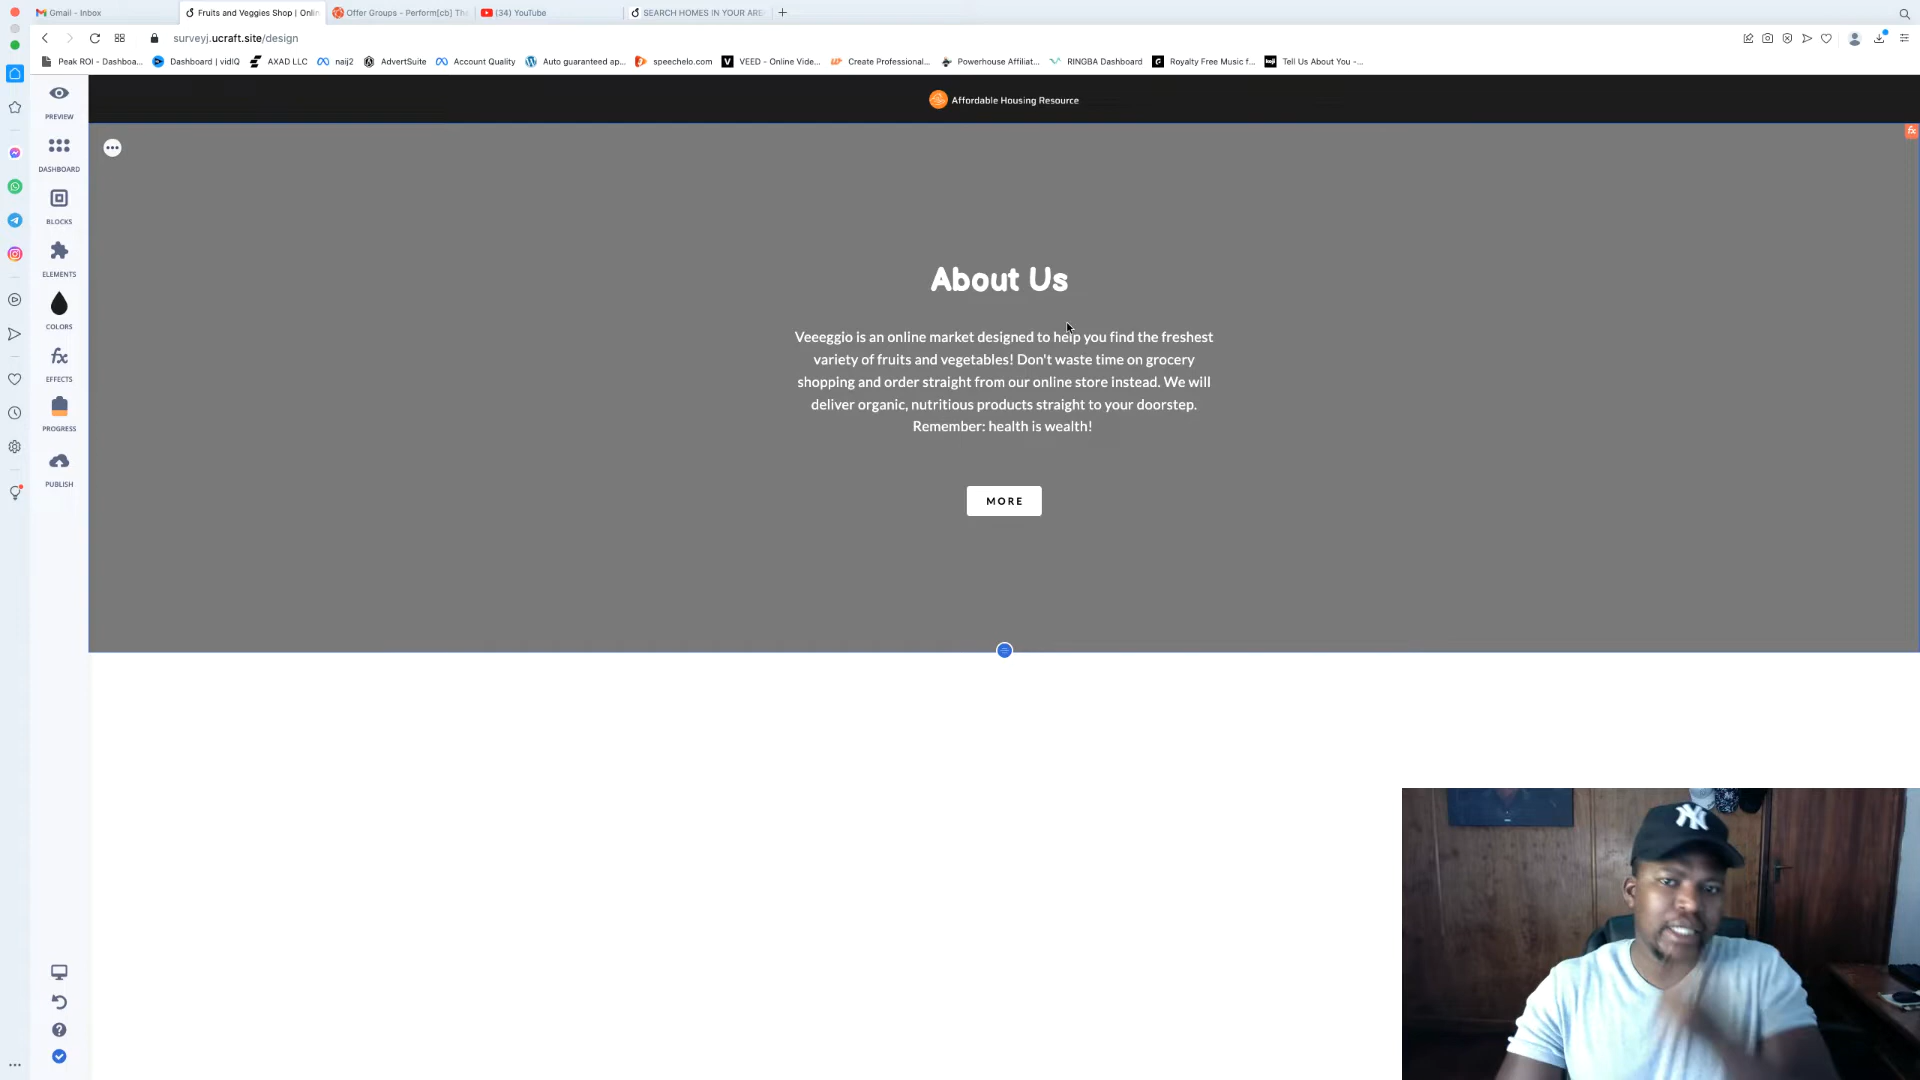 Gmail - Inbox
Fruits and Veggies Shop | Onlin
Offer Groups - Perform[cb] The
(34) YouTube
SEARCH HOMES IN YOUR ARE
surveyj.ucraft.site/design
Peak ROI - Dashboa...
Dashboard | vidIQ
AXAD LLC
naij2
AdvertSuite
Account Quality
Auto guaranteed ap...
speechelo.com
VEED - Online Vide...
Create Professional...
Powerhouse Affiliat...
RINGBA Dashboard
Royalty Free Music f...
Tell Us About You -...
PREVIEW
DASHBOARD
BLOCKS
ELEMENTS
COLORS
fx
EFFECTS
PROGRESS
PUBLISH
Affordable Housing Resource
fx
About Us
Veeeggio is an online market designed to help you find the freshest
variety of fruits and vegetables! Don't waste time on grocery
shopping and order straight from our online store instead. We will
deliver organic, nutritious products straight to your doorstep.
Remember: health is wealth!
MORE
NY